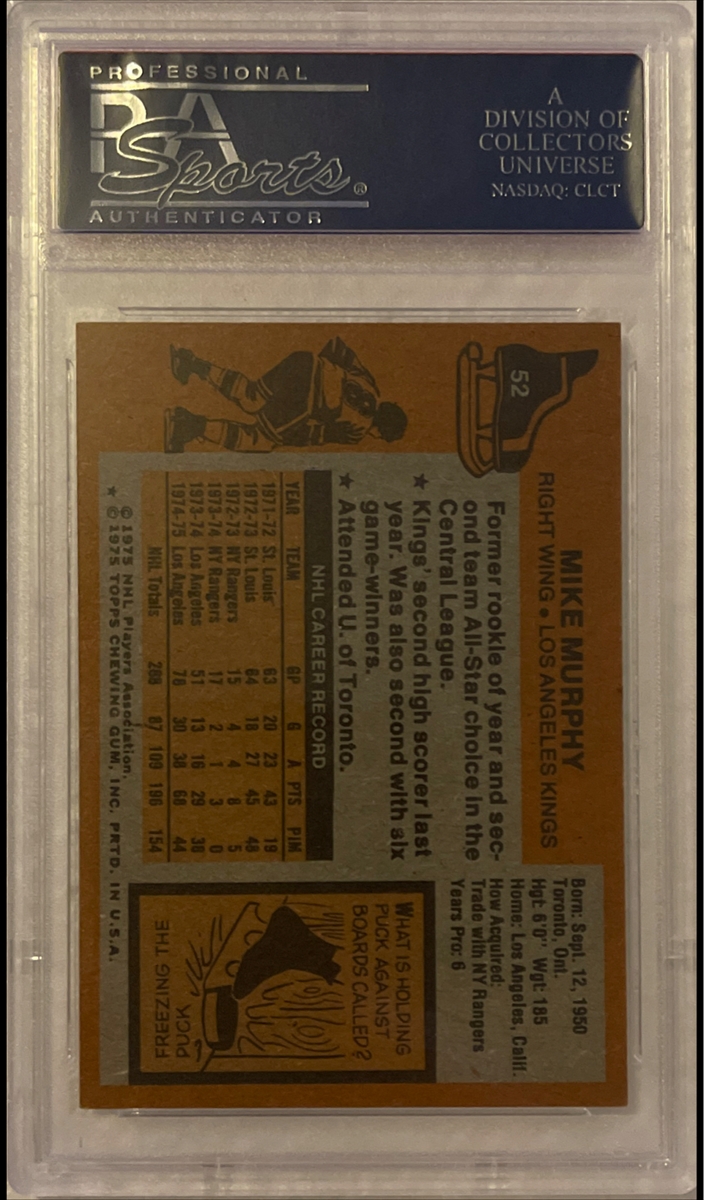 PROFESSIONAL
PSA
Sports®
AUTHENTICATOR
A
DIVISION OF
COLLECTORS
UNIVERSE
NASDAQ: CLCT
52
MIKE MURPHY
RIGHT WING • LOS ANGELES KINGS
Former rookie of year and sec-
ond team All-Star choice in the
Central League.
★ Kings' second high scorer last
year. Was also second with six
game-winners.
★ Attended U. of Toronto.
NHL CAREER RECORD
YEAR TEAM GP G A PTS PIM
1971-72 St. Louis 63 20 23 43 19
1972-73 St. Louis 64 18 27 45 48
1972-73 NY Rangers 15 4 4 8 5
1973-74 NY Rangers 17 2 1 3 0
1973-74 Los Angeles 51 13 16 29 38
1974-75 Los Angeles 78 30 38 68 44
NHL Totals 288 87 109 196 154
© 1975 NHL Players Association.
★ © 1975 TOPPS CHEWING GUM, INC. PRTD. IN U.S.A.
Born: Sept. 12, 1950
Toronto, Ont.
Hgt: 6'0" Wgt: 185
Home: Los Angeles, Calif.
How Acquired:
Trade with NY Rangers
Years Pro: 6
WHAT IS HOLDING
PUCK AGAINST
BOARDS CALLED?
FREEZING THE
PUCK